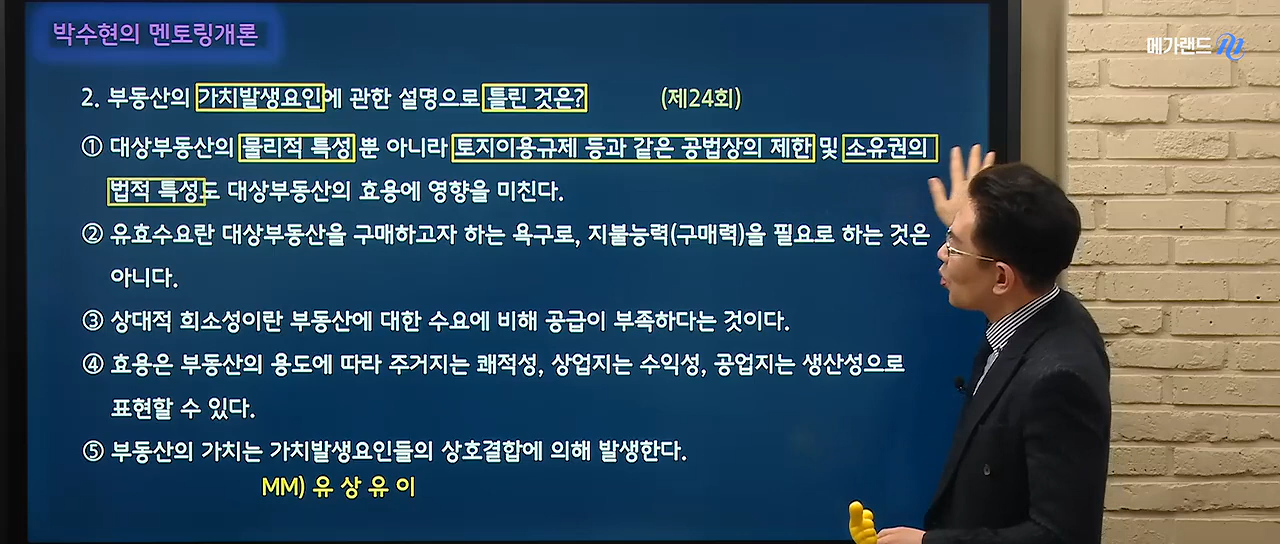 박수현의 멘토링개론
메가랜드
2. 부동산의 가치발생요인에 관한 설명으로 틀린 것은? (제24회)
① 대상부동산의 물리적 특성 뿐 아니라 토지이용규제 등과 같은 공법상의 제한 및 소유권의
법적 특성도 대상부동산의 효용에 영향을 미친다.
② 유효수요란 대상부동산을 구매하고자 하는 욕구로, 지불능력(구매력)을 필요로 하는 것은
아니다.
③ 상대적 희소성이란 부동산에 대한 수요에 비해 공급이 부족하다는 것이다.
④ 효용은 부동산의 용도에 따라 주거지는 쾌적성, 상업지는 수익성, 공업지는 생산성으로
표현할 수 있다.
⑤ 부동산의 가치는 가치발생요인들의 상호결합에 의해 발생한다.
MM) 유 상 유 이